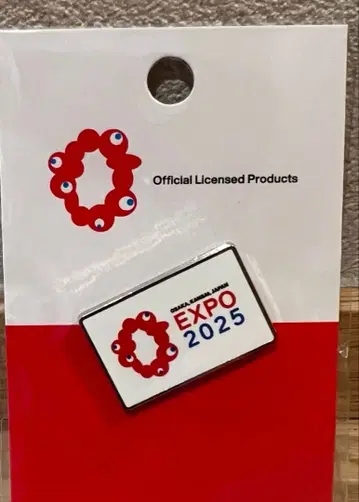 Official Licensed Products
OSAKA, KANSAI, JAPAN
EXPO
2025